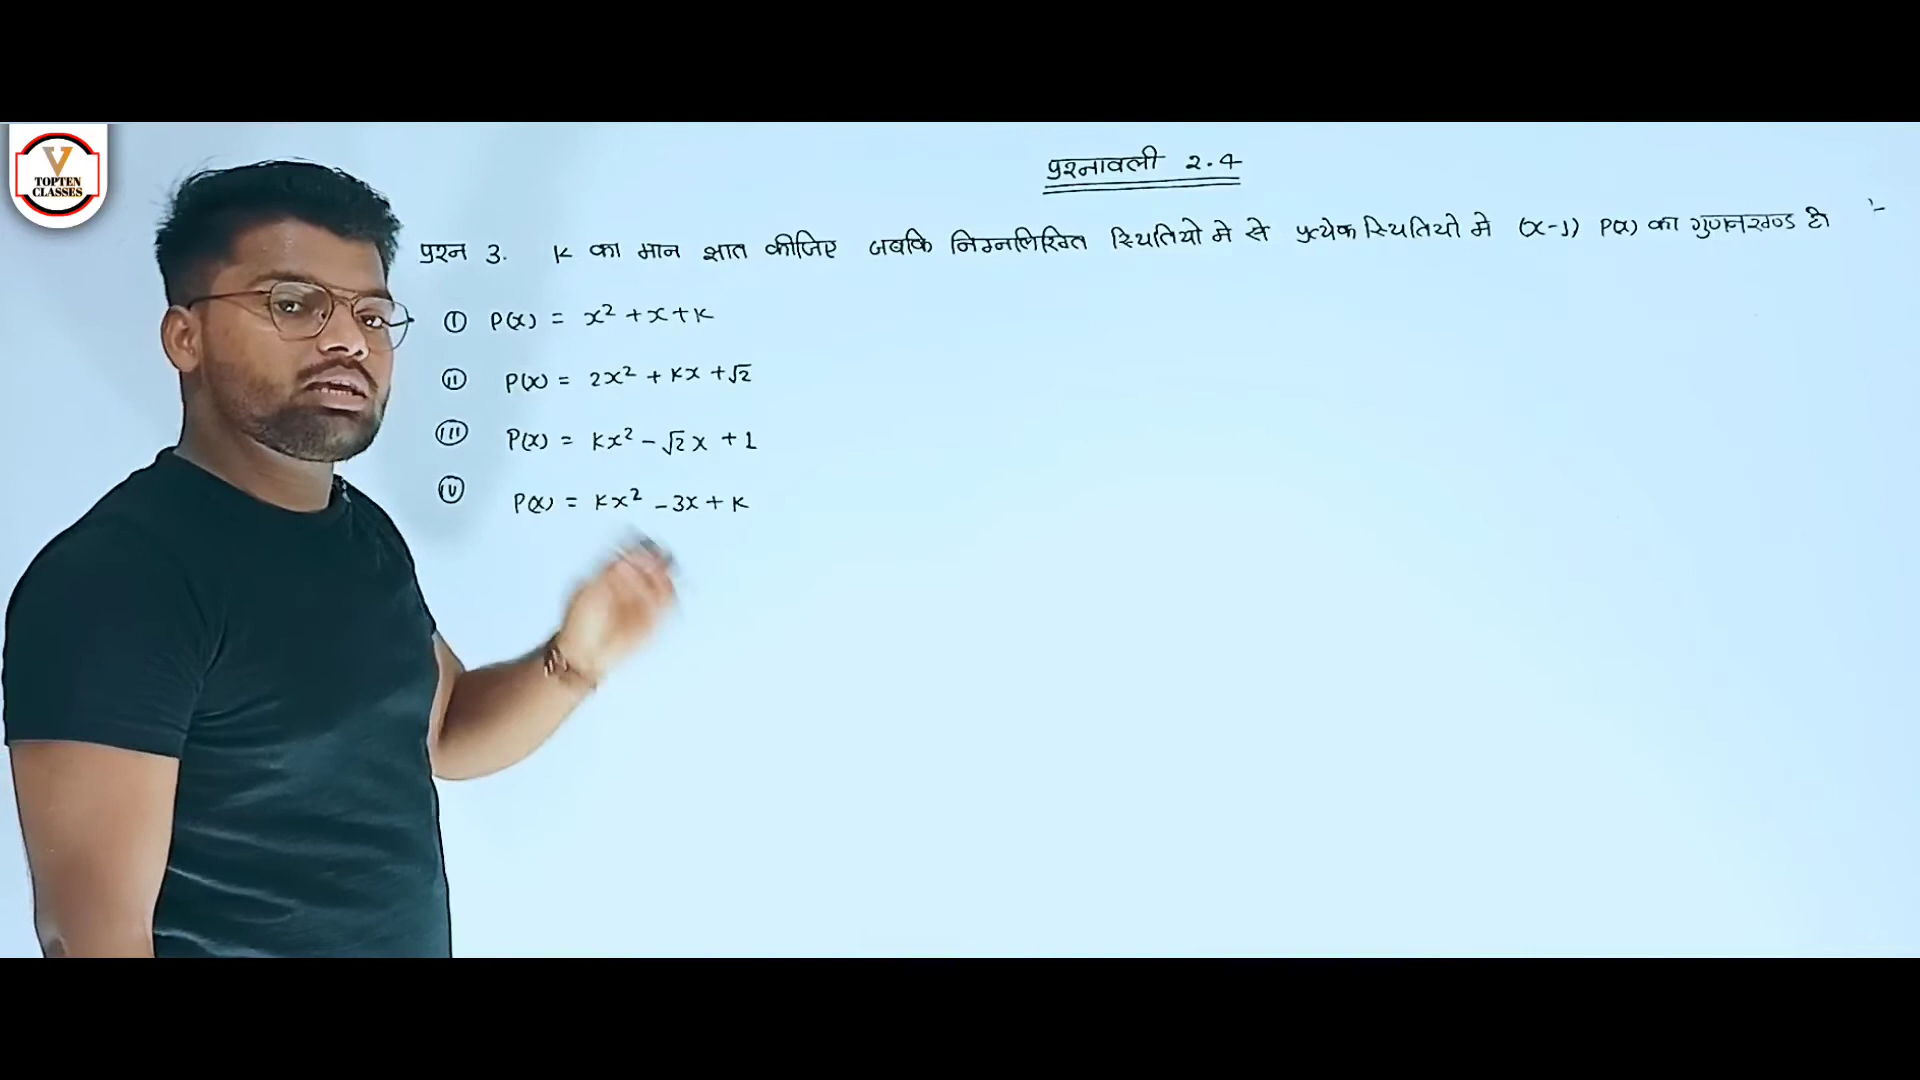 V
TOPTEN
CLASSES
प्रश्नावली 2.4
प्रश्न 3. K का मान ज्ञात कीजिए जबकि निम्नलिखित स्थितियो मे से प्रत्येक स्थितियो मे (x-1) P(x) का गुणनखण्ड हो :-
(i) P(x) = x² + x + K
(ii) P(x) = 2x² + Kx + √2
(iii) P(x) = Kx² - √2x + 1
(iv) P(x) = Kx² - 3x + K